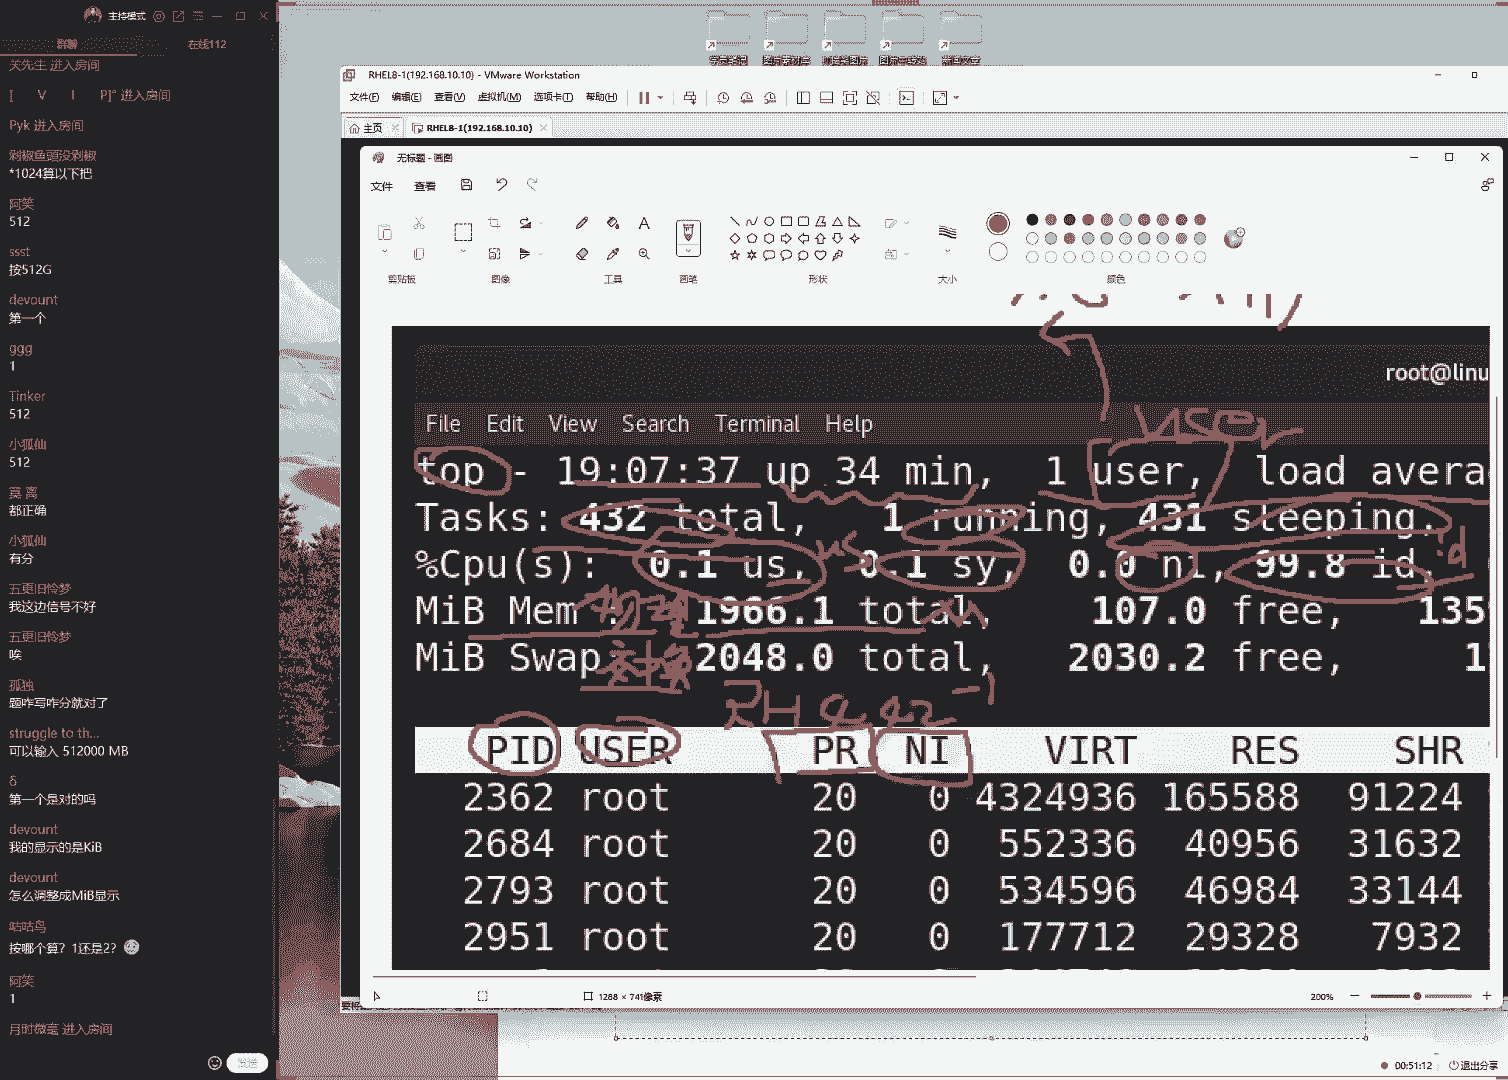 主持模式
群聊
在线112
关先生 进入房间
[ V I P]° 进入房间
Pyk 进入房间
剁椒鱼頭没剁椒
*1024算以下把
阿笑
512
ssst
按512G
devount
第一个
ggg
1
Tinker
512
小狐仙
512
莫 离
都正确
小狐仙
有分
五更旧怜梦
我这边信号不好
五更旧怜梦
唉
孤独
题咋写咋分就对了
struggle to th...
可以输入 512000 MB
δ
第一个是对的吗
devount
我的显示的是KiB
devount
怎么调整成MiB显示
咕咕鸟
按哪个算？1还是2？
阿笑
1
月时微毫 进入房间
发送
RHEL8-1(192.168.10.10) - VMware Workstation
文件(F) 编辑(E) 查看(V) 虚拟机(M) 选项卡(T) 帮助(H)
主页
RHEL8-1(192.168.10.10)
无标题 - 画图
文件 查看
剪贴板 图像 工具 画笔 形状 大小 颜色
root@linu
File Edit View Search Terminal Help
user
top - 19:07:37 up 34 min, 1 user, load avera
Tasks: 432 total, 1 running, 431 sleeping,
us
id
%Cpu(s): 0.1 us, 0.1 sy, 0.0 ni, 99.8 id,
MiB Mem : 1966.1 total, 107.0 free, 135
物理
MiB Swap: 2048.0 total, 2030.2 free, 1
交换
RH442
PID USER PR NI VIRT RES SHR
2362 root 20 0 4324936 165588 91224
2684 root 20 0 552336 40956 31632
2793 root 20 0 534596 46984 33144
2951 root 20 0 177712 29328 7932
1288 × 741像素
200%
00:51:12
退出分享